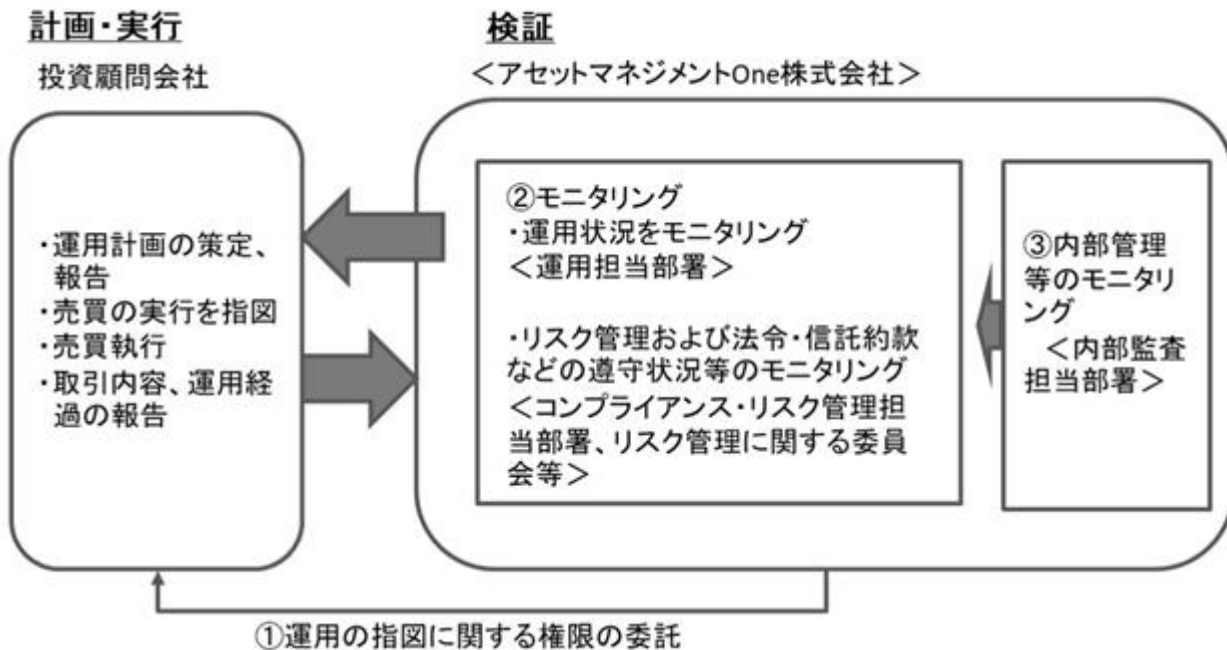 計画・実行
投資顧問会社
・運用計画の策定、
報告
・売買の実行を指図
・売買執行
・取引内容、運用経
過の報告
検証
＜アセットマネジメントOne株式会社＞
②モニタリング
・運用状況をモニタリング
＜運用担当部署＞
・リスク管理および法令・信託約款
などの遵守状況等のモニタリング
＜コンプライアンス・リスク管理担
当部署、リスク管理に関する委員
会等＞
③内部管理
等のモニタリ
ング
＜内部監査
担当部署＞
①運用の指図に関する権限の委託